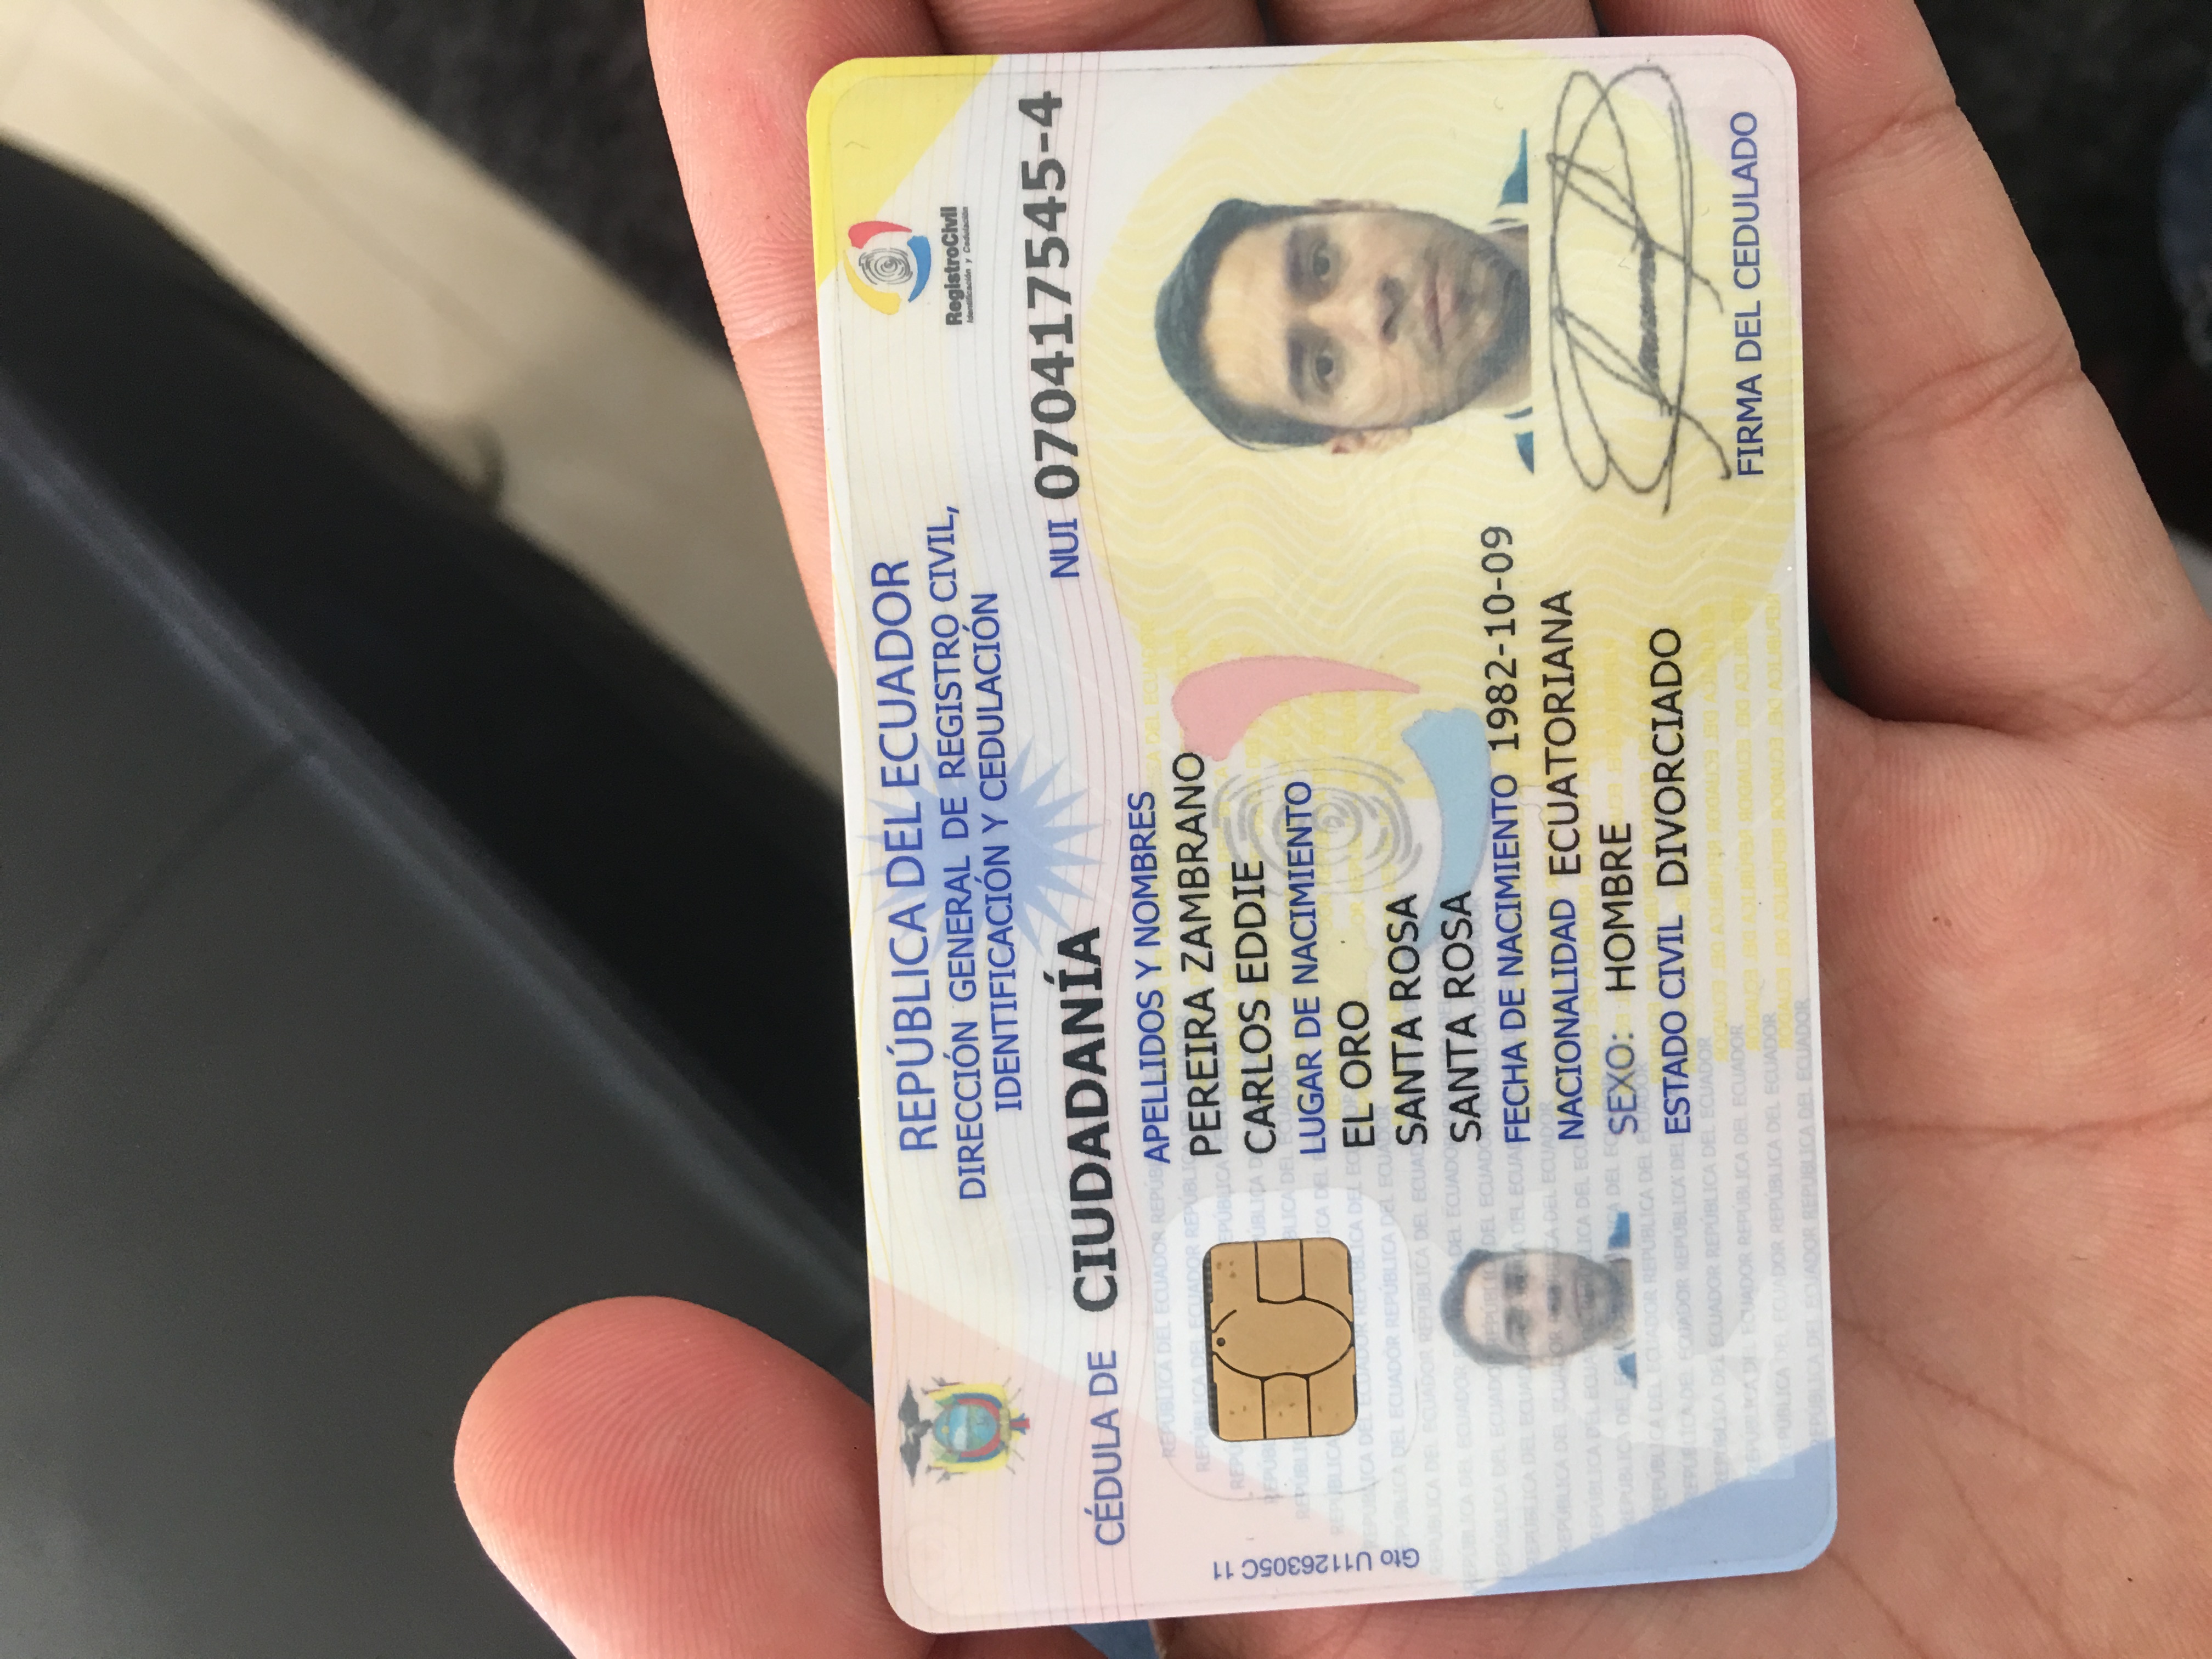 REPÚBLICA DEL ECUADOR
DIRECCIÓN GENERAL DE REGISTRO CIVIL,
IDENTIFICACIÓN Y CEDULACIÓN
RegistroCivil
Identificación y Cedulación
CÉDULA DE CIUDADANÍA
NUI 070417545-4
APELLIDOS Y NOMBRES
PEREIRA ZAMBRANO
CARLOS EDDIE
LUGAR DE NACIMIENTO
EL ORO
SANTA ROSA
SANTA ROSA
FECHA DE NACIMIENTO 1982-10-09
NACIONALIDAD ECUATORIANA
SEXO: HOMBRE
ESTADO CIVIL DIVORCIADO
FIRMA DEL CEDULADO
Gto U1126305C 11
REPÚBLICA DEL ECUADOR REPÚBLICA DEL ECUADOR